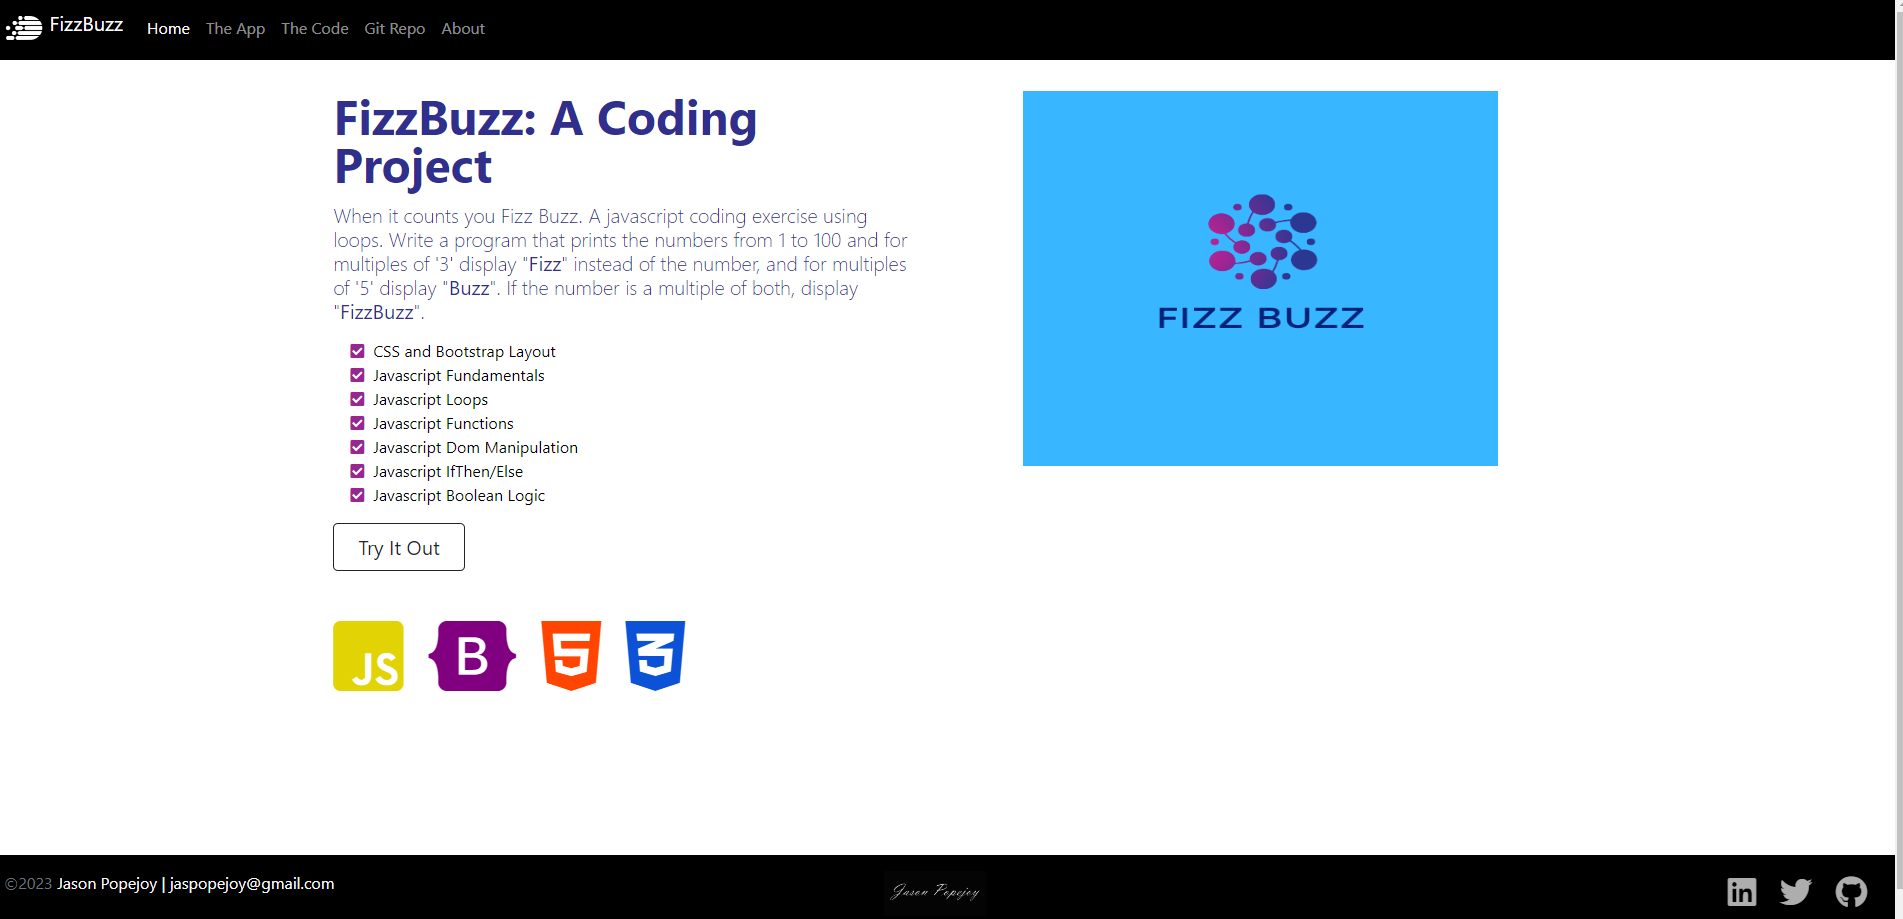 FizzBuzz
Home
The App
The Code
Git Repo
About
FizzBuzz: A Coding
Project
When it counts you Fizz Buzz. A javascript coding exercise using
loops. Write a program that prints the numbers from 1 to 100 and for
multiples of '3' display "Fizz" instead of the number, and for multiples
of '5' display "Buzz". If the number is a multiple of both, display
"FizzBuzz".
CSS and Bootstrap Layout
Javascript Fundamentals
Javascript Loops
Javascript Functions
Javascript Dom Manipulation
Javascript IfThen/Else
Javascript Boolean Logic
Try It Out
JS
B
5
3
FIZZ BUZZ
©2023 Jason Popejoy | jaspopejoy@gmail.com
Jason Popejoy
in